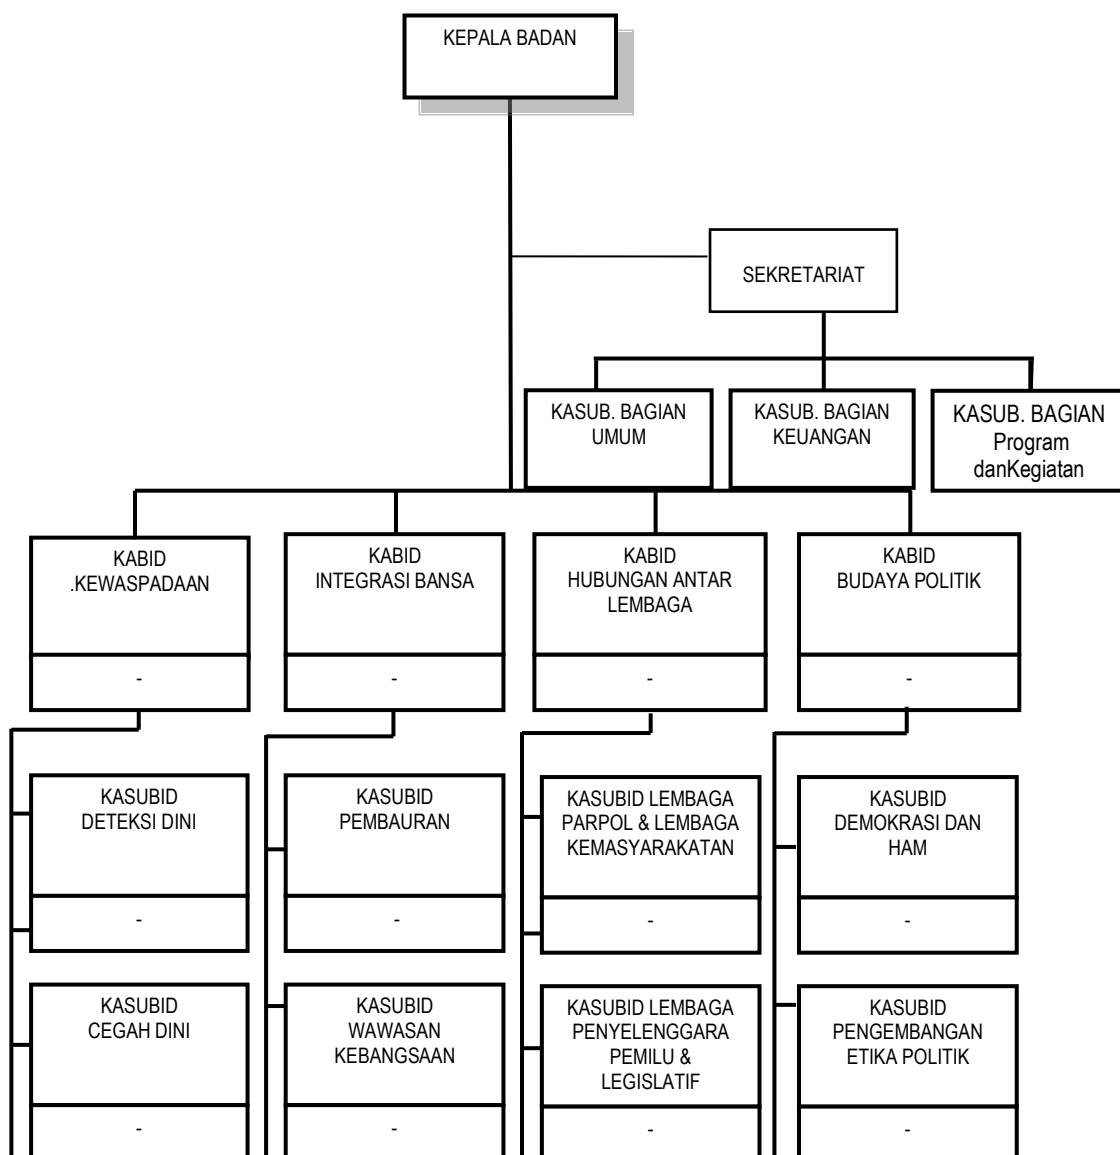 KEPALA BADAN
SEKRETARIAT
KASUB. BAGIAN
UMUM
KASUB. BAGIAN
KEUANGAN
KASUB. BAGIAN
Program
danKegiatan
KABID
.KEWASPADAAN
-
KABID
INTEGRASI BANSA
-
KABID
HUBUNGAN ANTAR
LEMBAGA
-
KABID
BUDAYA POLITIK
-
KASUBID
DETEKSI DINI
-
KASUBID
PEMBAURAN
-
KASUBID LEMBAGA
PARPOL & LEMBAGA
KEMASYARAKATAN
-
KASUBID
DEMOKRASI DAN
HAM
-
KASUBID
CEGAH DINI
-
KASUBID
WAWASAN
KEBANGSAAN
-
KASUBID LEMBAGA
PENYELENGGARA
PEMILU &
LEGISLATIF
-
KASUBID
PENGEMBANGAN
ETIKA POLITIK
-